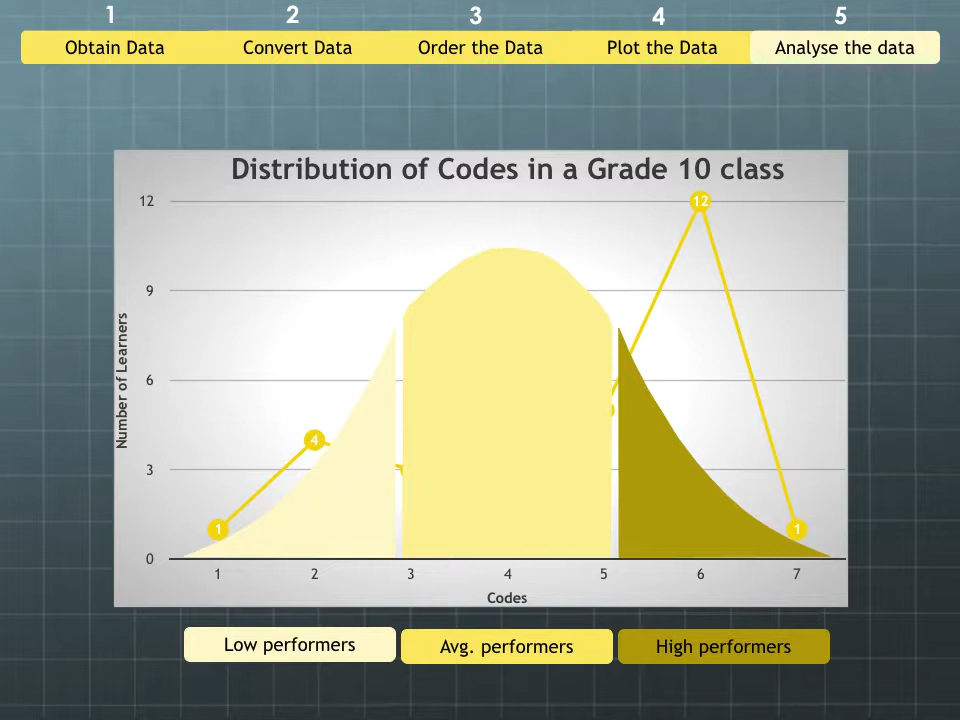 1 2 3 4 5
Obtain Data Convert Data Order the Data Plot the Data Analyse the data
Distribution of Codes in a Grade 10 class
12
12
9
Number of Learners
6
4
3
1 1
0
1 2 3 4 5 6 7
Codes
Low performers Avg. performers High performers